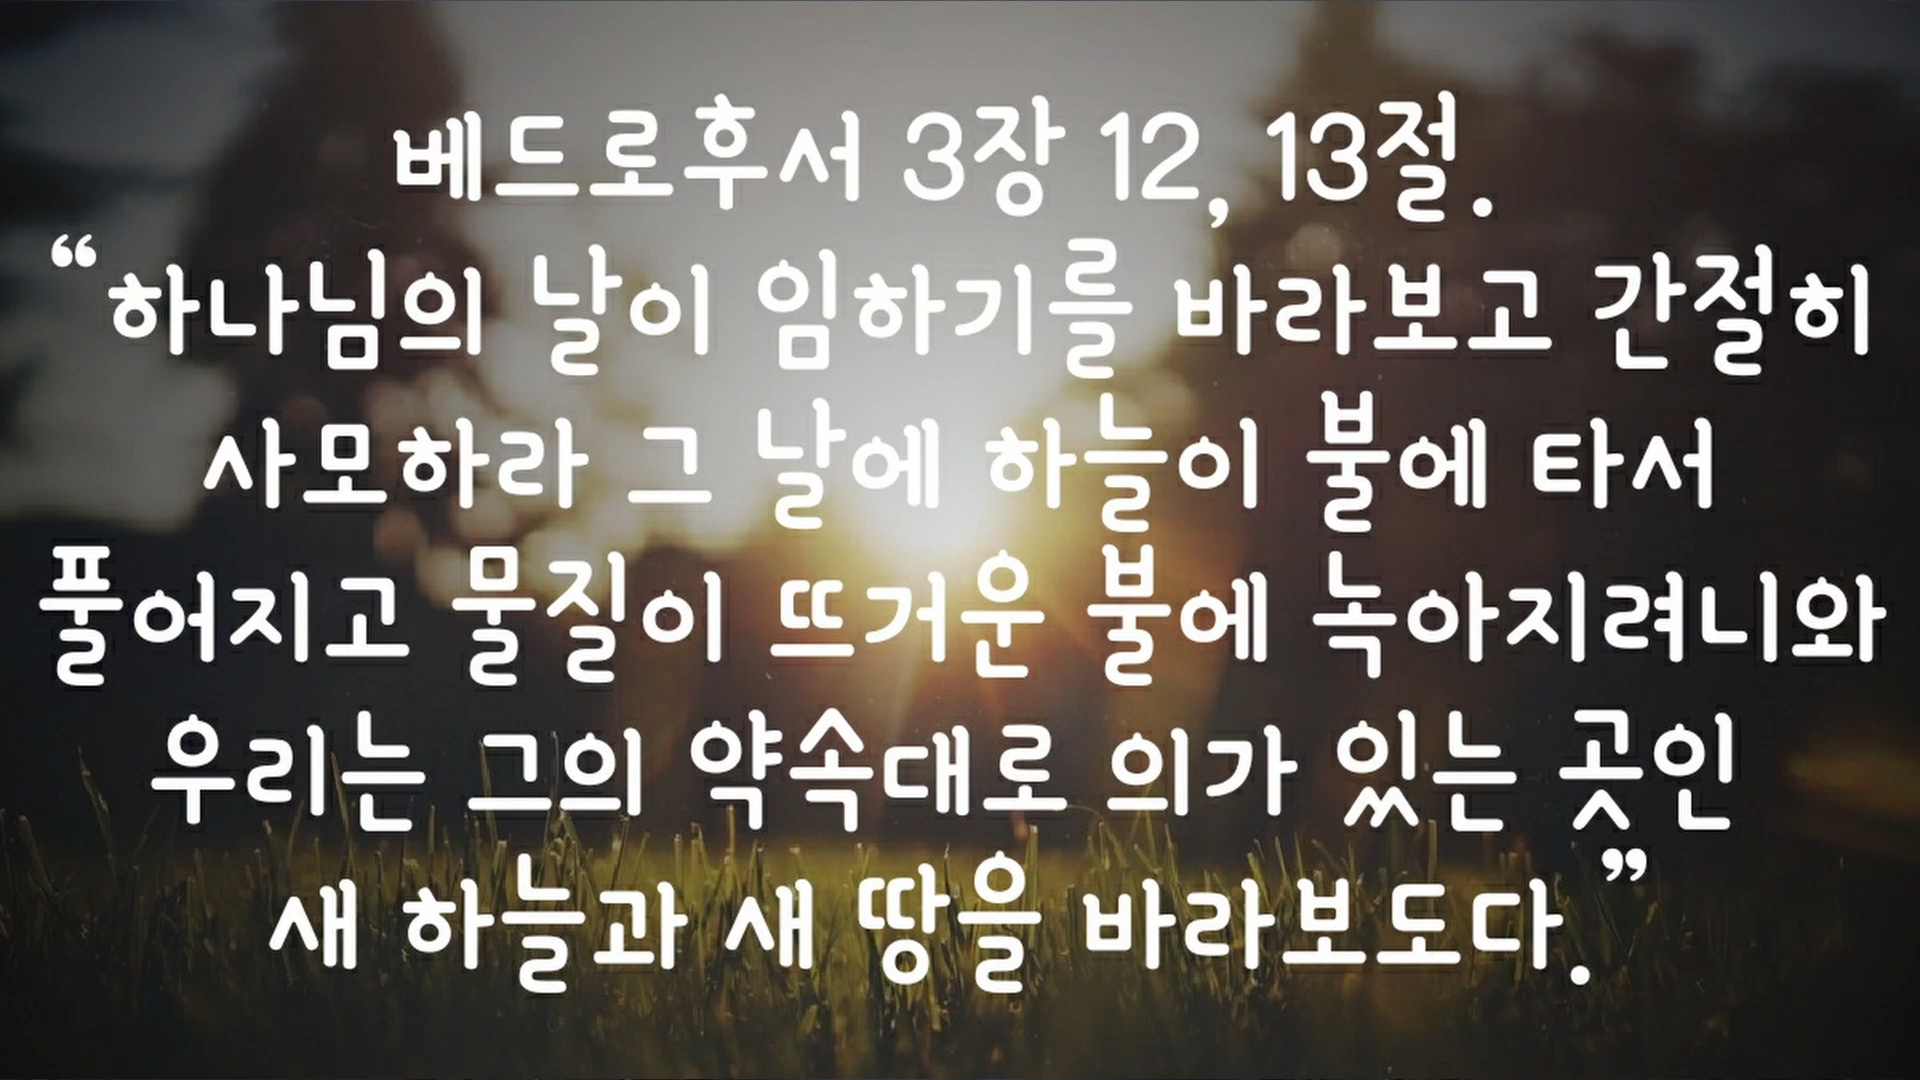 베드로후서 3장 12, 13절.
“하나님의 날이 임하기를 바라보고 간절히
사모하라 그 날에 하늘이 불에 타서
풀어지고 물질이 뜨거운 불에 녹아지려니와
우리는 그의 약속대로 의가 있는 곳인
새 하늘과 새 땅을 바라보도다.”